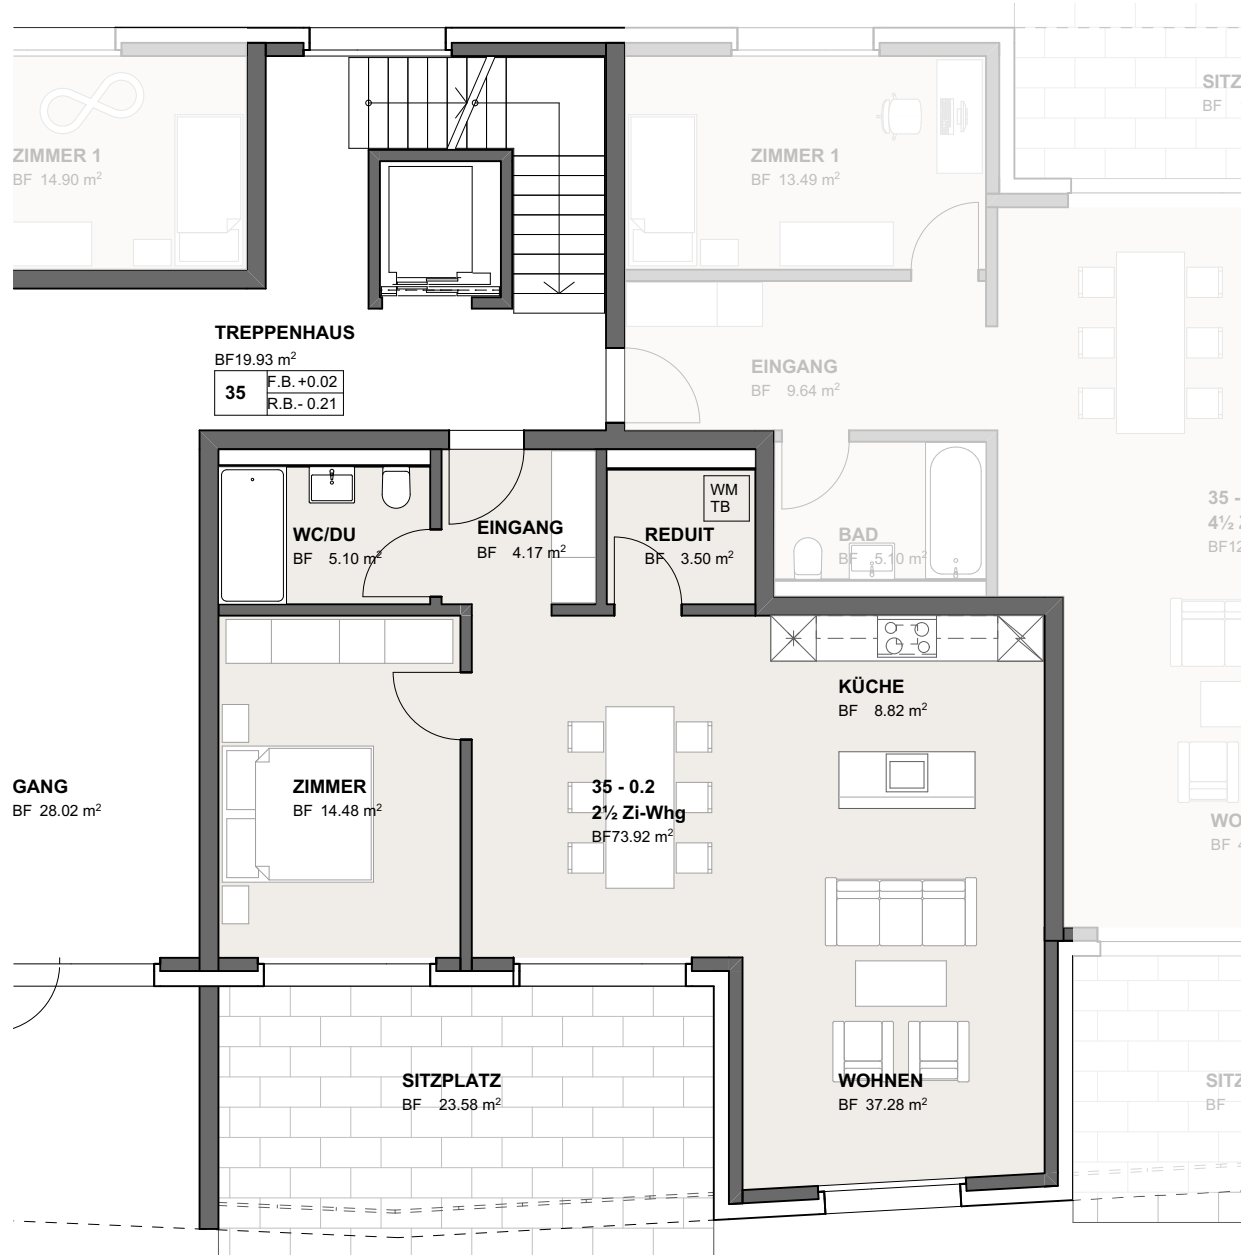 SITZ
BF
ZIMMER 1
BF 14.90 m²
ZIMMER 1
BF 13.49 m²
TREPPENHAUS
BF19.93 m²
35
F.B. +0.02
R.B.- 0.21
EINGANG
BF 9.64 m²
WC/DU
BF 5.10 m²
EINGANG
BF 4.17 m²
REDUIT
BF 3.50 m²
WM
TB
BAD
BF 5.10 m²
35 -
4½
BF12
KÜCHE
BF 8.82 m²
GANG
BF 28.02 m²
ZIMMER
BF 14.48 m²
35 - 0.2
2½ Zi-Whg
BF73.92 m²
WO
BF
SITZPLATZ
BF 23.58 m²
WOHNEN
BF 37.28 m²
SITZ
BF